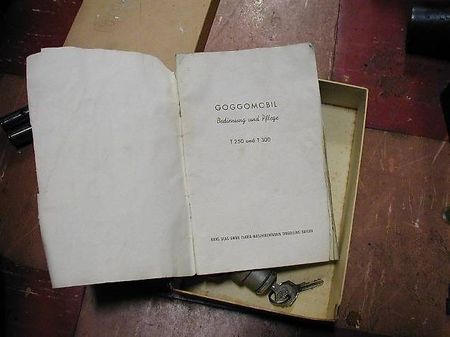 GOGGOMOBIL
Bedienung und Pflege
T 250 und T 300
HANS GLAS GMBH ISARIA-MASCHINENFABRIK DINGOLFING BAYERN